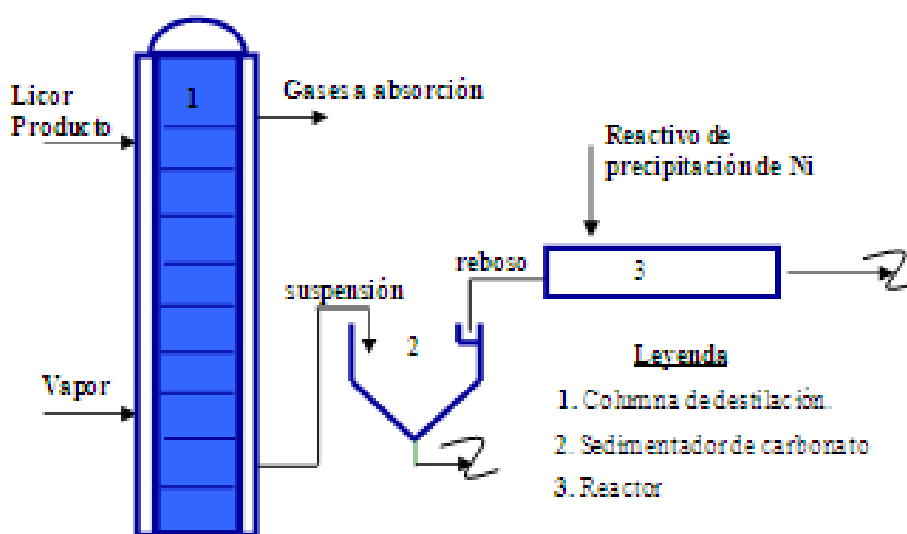 1
Gases a absorción
Licor
Producto
Reactivo de
precipitación de Ni
reboso
3
suspensión
2
Vapor
Leyenda
1. Columna de destilación.
2. Sedimentador de carbonato
3. Reactor